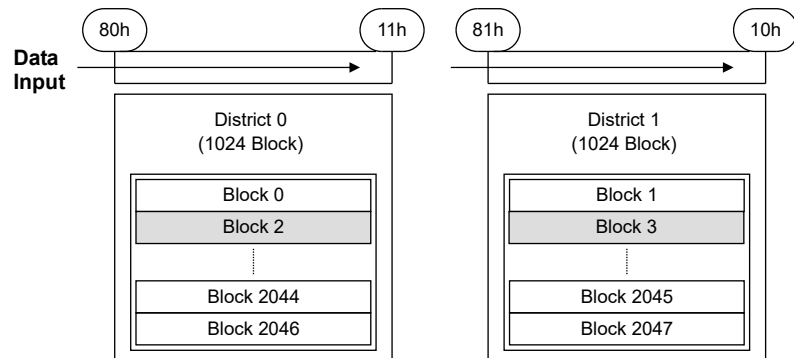 80h
11h
81h
10h
Data
Input
District 0
(1024 Block)
Block 0
Block 2
Block 2044
Block 2046
District 1
(1024 Block)
Block 1
Block 3
Block 2045
Block 2047